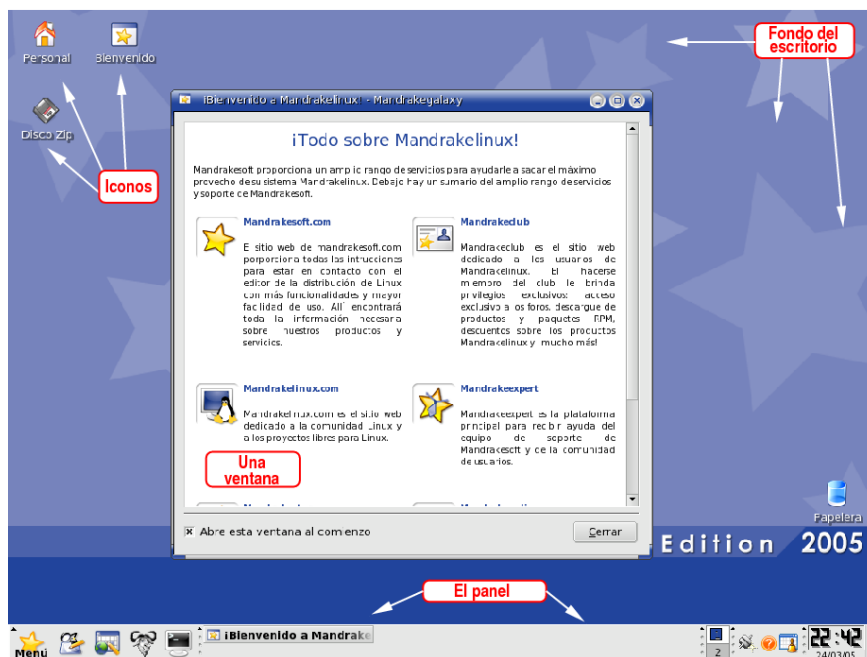 Personal
Bienvenido
Fondo del
escritorio
Disco Zip
Iconos
¡Bienvenido a Mandrakelinux! - Mandrakegalaxy
¡Todo sobre Mandrakelinux!
Mandrakesoft proporciona un amplio rango de servicios para ayudarle a sacar el máximo
provecho de su sistema Mandrakelinux. Debajo hay un sumario del amplio rango de servicios
y soporte de Mandrakesoft.
Mandrakesoft.com
E sitio web de mandrakesoft.com
porporciona todas las intrucciones
para estar en contacto con el
editor de la distribución de Linux
con más funcionalidades y mayor
facilidad de uso. Allí encontrará
toda la información necesaria
sobre nuestros productos y
servicios.
Mandrakeclub
Mandrakeclub es el sitio web
dedicado a los usuarios de
Mandrakelinux. El hacerse
miembro del club le brinda
privilegios exclusivos: acceso
exclusivo a los foros, descargue de
productos y paquetes RPM,
descuentos sobre los productos
Mandrakelinux y mucho más!
Mandrakelinux.com
Mandrakelinux.com es el sitio web
dedicado a la comunidad Linux y
a los proyectos libres para Linux.
Mandrakeexpert
Mandrakeexpert es la plataforma
principal para recibir ayuda del
equipo de soporte de
Mandrakesoft y de la comunidad
de usuarios.
Una
ventana
Abre esta ventana al comienzo
Cerrar
Papelera
Edition 2005
El panel
Menú
¡Bienvenido a Mandrake
2
22:42
24/03/05